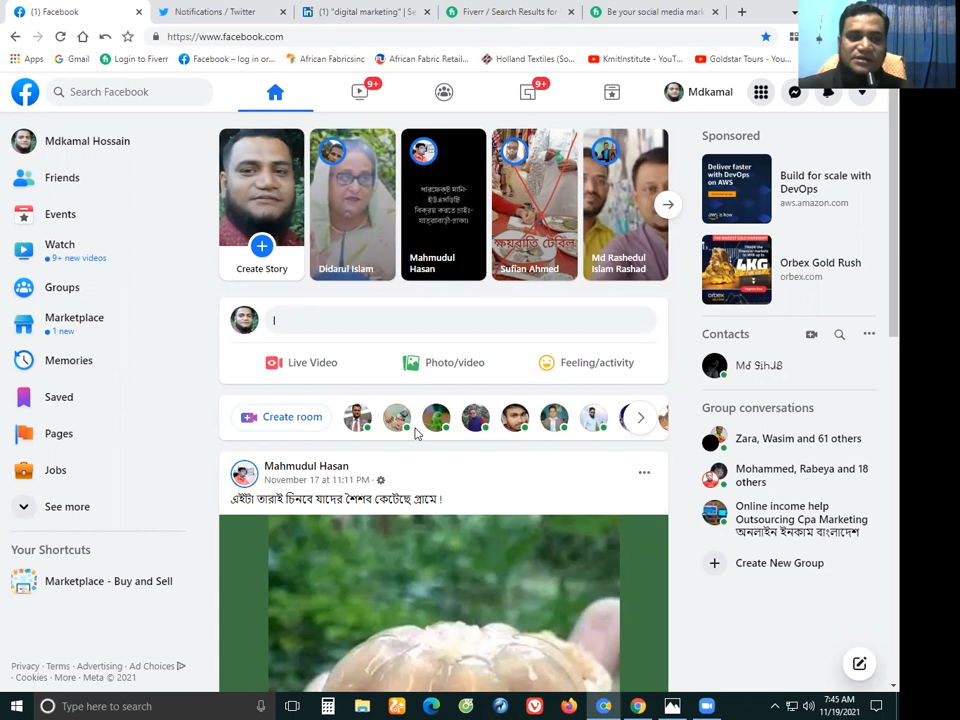 (1) Facebook
Notifications / Twitter
(1) "digital marketing" | Se
Fiverr / Search Results for
Be your social media mar
https://www.facebook.com
Apps
Gmail
Login to Fiverr
Facebook – log in or...
African Fabricsinc
African Fabric Retail...
Holland Textiles (So...
KmitInstitute - YouT...
Goldstar Tours - You...
Search Facebook
9+
9+
Mdkamal
Mdkamal Hossain
Friends
Events
Watch
9+ new videos
Groups
Marketplace
1 new
Memories
Saved
Pages
Jobs
See more
Your Shortcuts
Marketplace - Buy and Sell
Privacy · Terms · Advertising · Ad Choices
· Cookies · More · Meta © 2021
Create Story
Didarul Islam
Mahmudul
Hasan
ক্ষয়রাতি টেবিল
Sufian Ahmed
Md Rashedul
Islam Rashad
Live Video
Photo/video
Feeling/activity
Create room
Mahmudul Hasan
November 17 at 11:11 PM ·
এইটা তারাই চিনবে যাদের শৈশব কেটেছে গ্রামে !
Sponsored
Deliver faster
with DevOps
on AWS
Build for scale with
DevOps
aws.amazon.com
Orbex Gold Rush
orbex.com
Contacts
Group conversations
Zara, Wasim and 61 others
Mohammed, Rabeya and 18
others
Online income help
Outsourcing Cpa Marketing
অনলাইন ইনকাম বাংলাদেশ
Create New Group
Type here to search
7:45 AM
11/19/2021